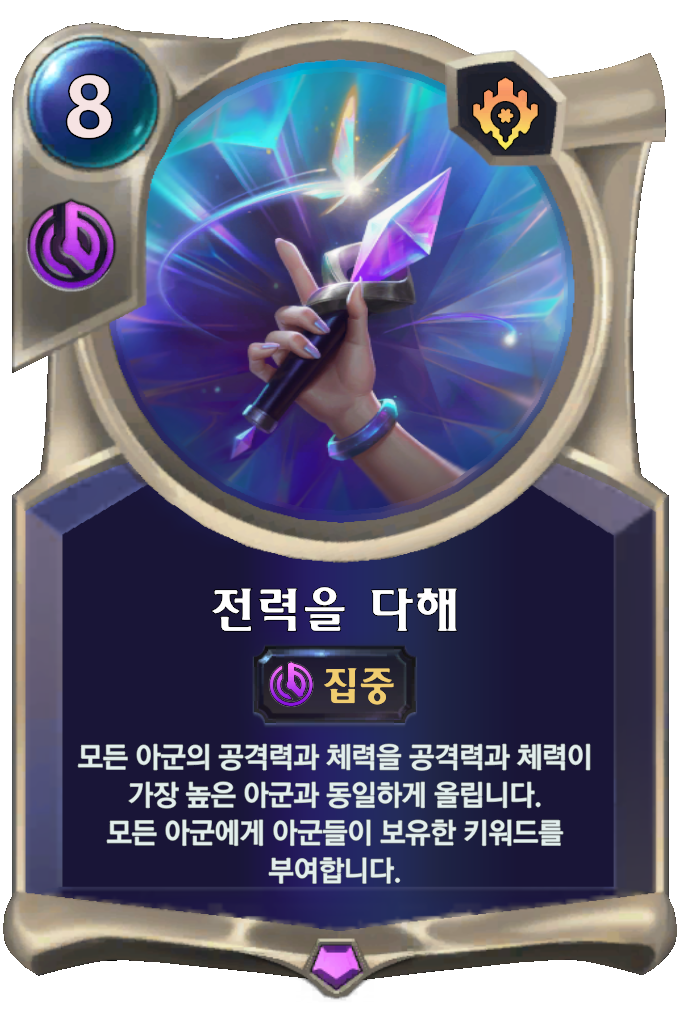 8
전력을 다해
집중
모든 아군의 공격력과 체력을 공격력과 체력이
가장 높은 아군과 동일하게 올립니다.
모든 아군에게 아군들이 보유한 키워드를
부여합니다.